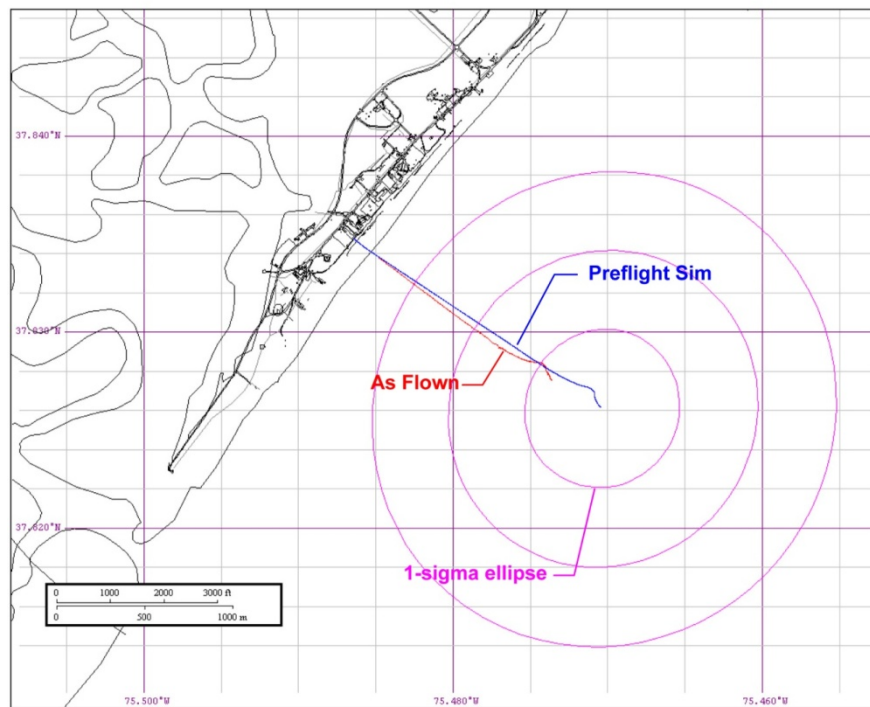 37.840°N
Preflight Sim
37.830°N
As Flown
37.820°N
1-sigma ellipse
0 1000 2000 3000 ft
0 500 1000 m
75.500°W 75.480°W 75.460°W